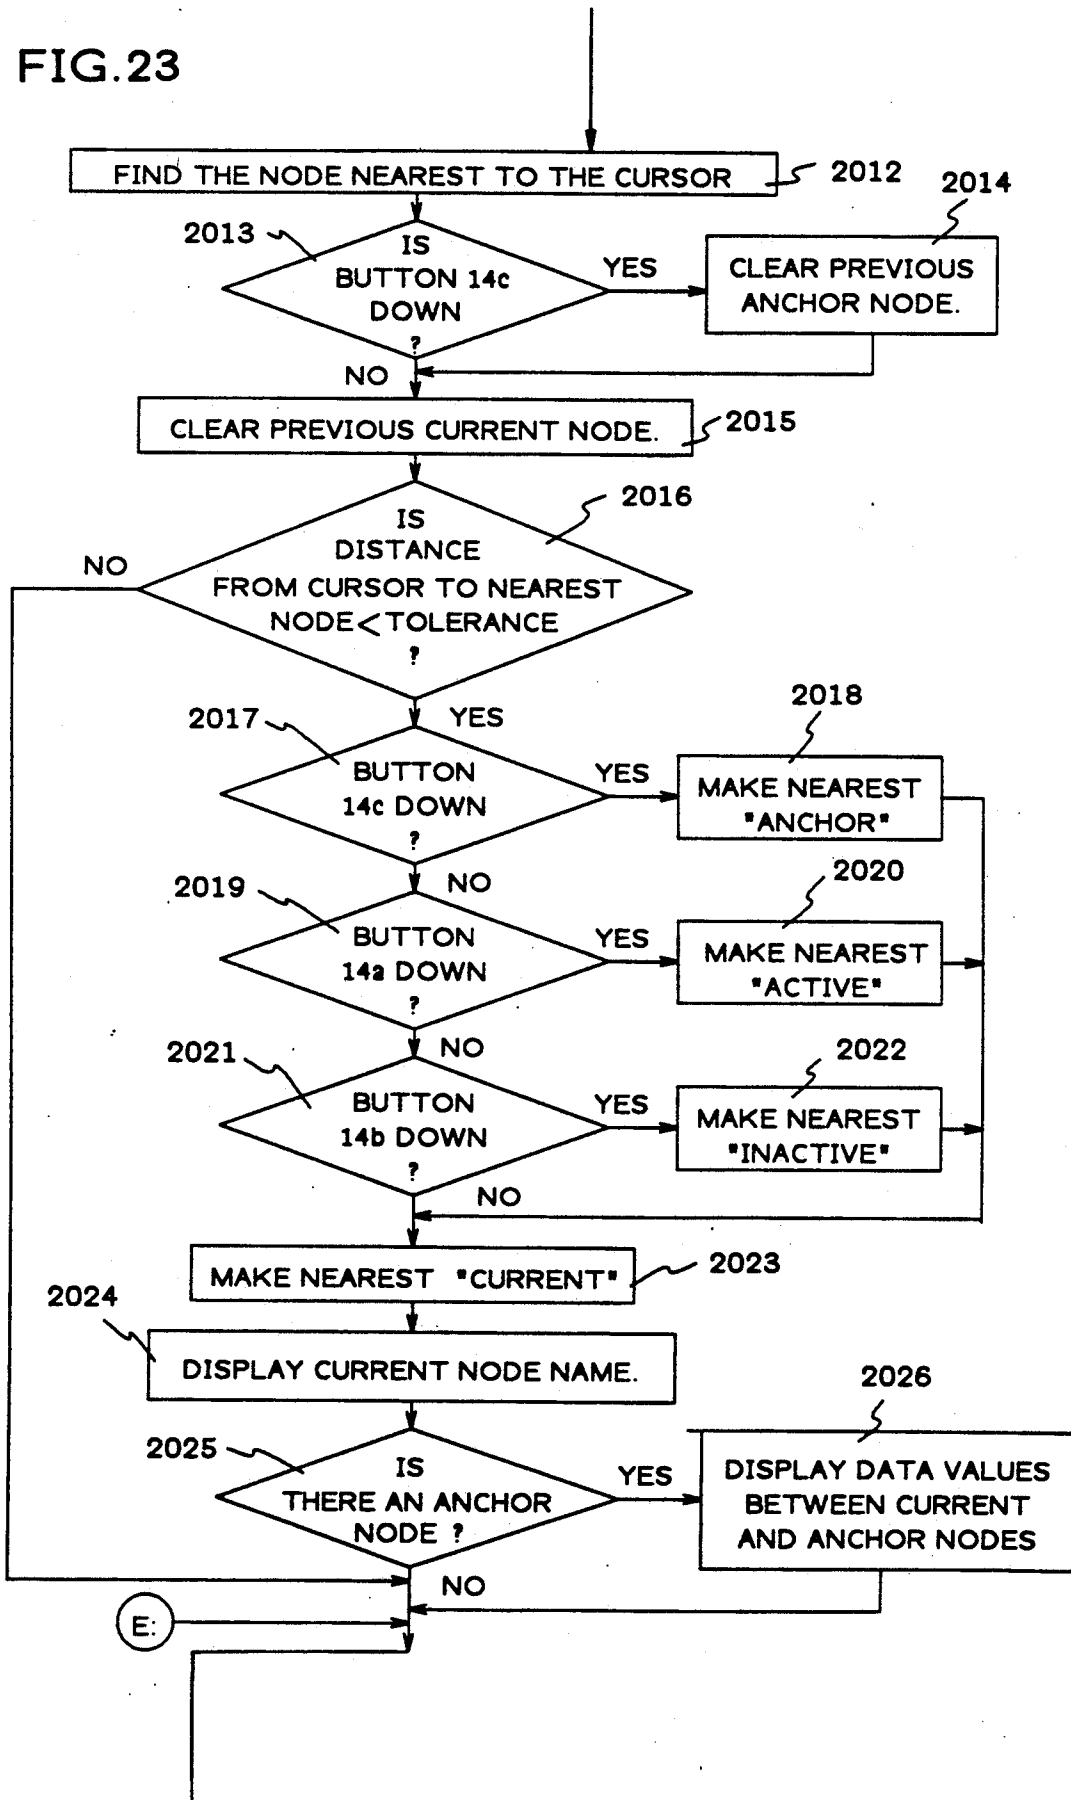 FIG.23
FIND THE NODE NEAREST TO THE CURSOR
2012
2013
IS
BUTTON 14c
DOWN
?
YES
2014
CLEAR PREVIOUS
ANCHOR NODE.
NO
CLEAR PREVIOUS CURRENT NODE.
2015
2016
IS
DISTANCE
FROM CURSOR TO NEAREST
NODE<TOLERANCE
?
NO
YES
2017
BUTTON
14c DOWN
?
YES
2018
MAKE NEAREST
"ANCHOR"
NO
2019
BUTTON
14a DOWN
?
YES
2020
MAKE NEAREST
"ACTIVE"
NO
2021
BUTTON
14b DOWN
?
YES
2022
MAKE NEAREST
"INACTIVE"
NO
MAKE NEAREST "CURRENT"
2023
2024
DISPLAY CURRENT NODE NAME.
2025
IS
THERE AN ANCHOR
NODE ?
YES
2026
DISPLAY DATA VALUES
BETWEEN CURRENT
AND ANCHOR NODES
NO
E: